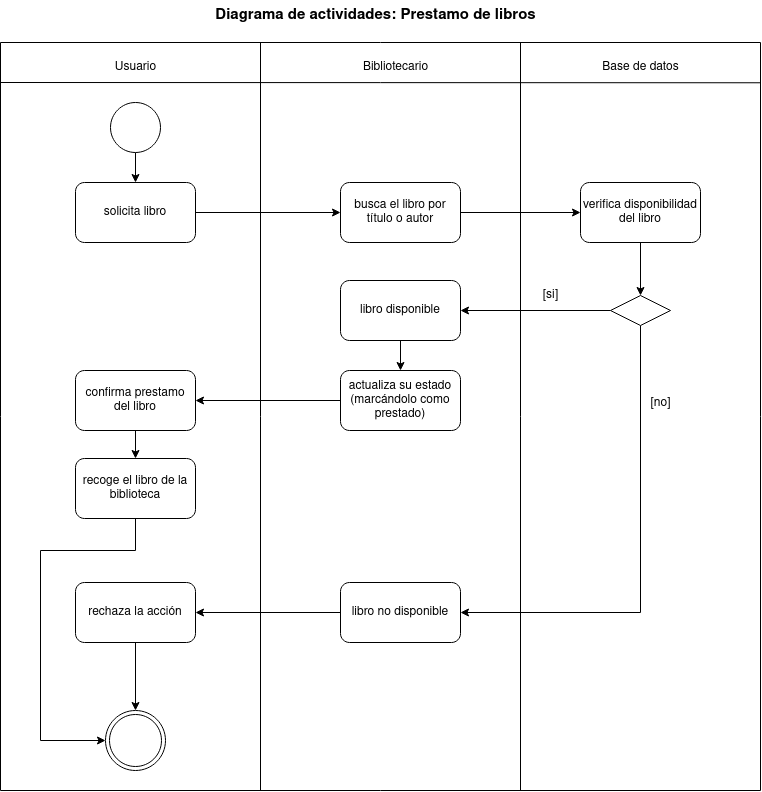 Diagrama de actividades: Prestamo de libros
Usuario
Bibliotecario
Base de datos
solicita libro
busca el libro por
título o autor
verifica disponibilidad
del libro
[si]
libro disponible
confirma prestamo
del libro
actualiza su estado
(marcándolo como
prestado)
[no]
recoge el libro de la
biblioteca
rechaza la acción
libro no disponible